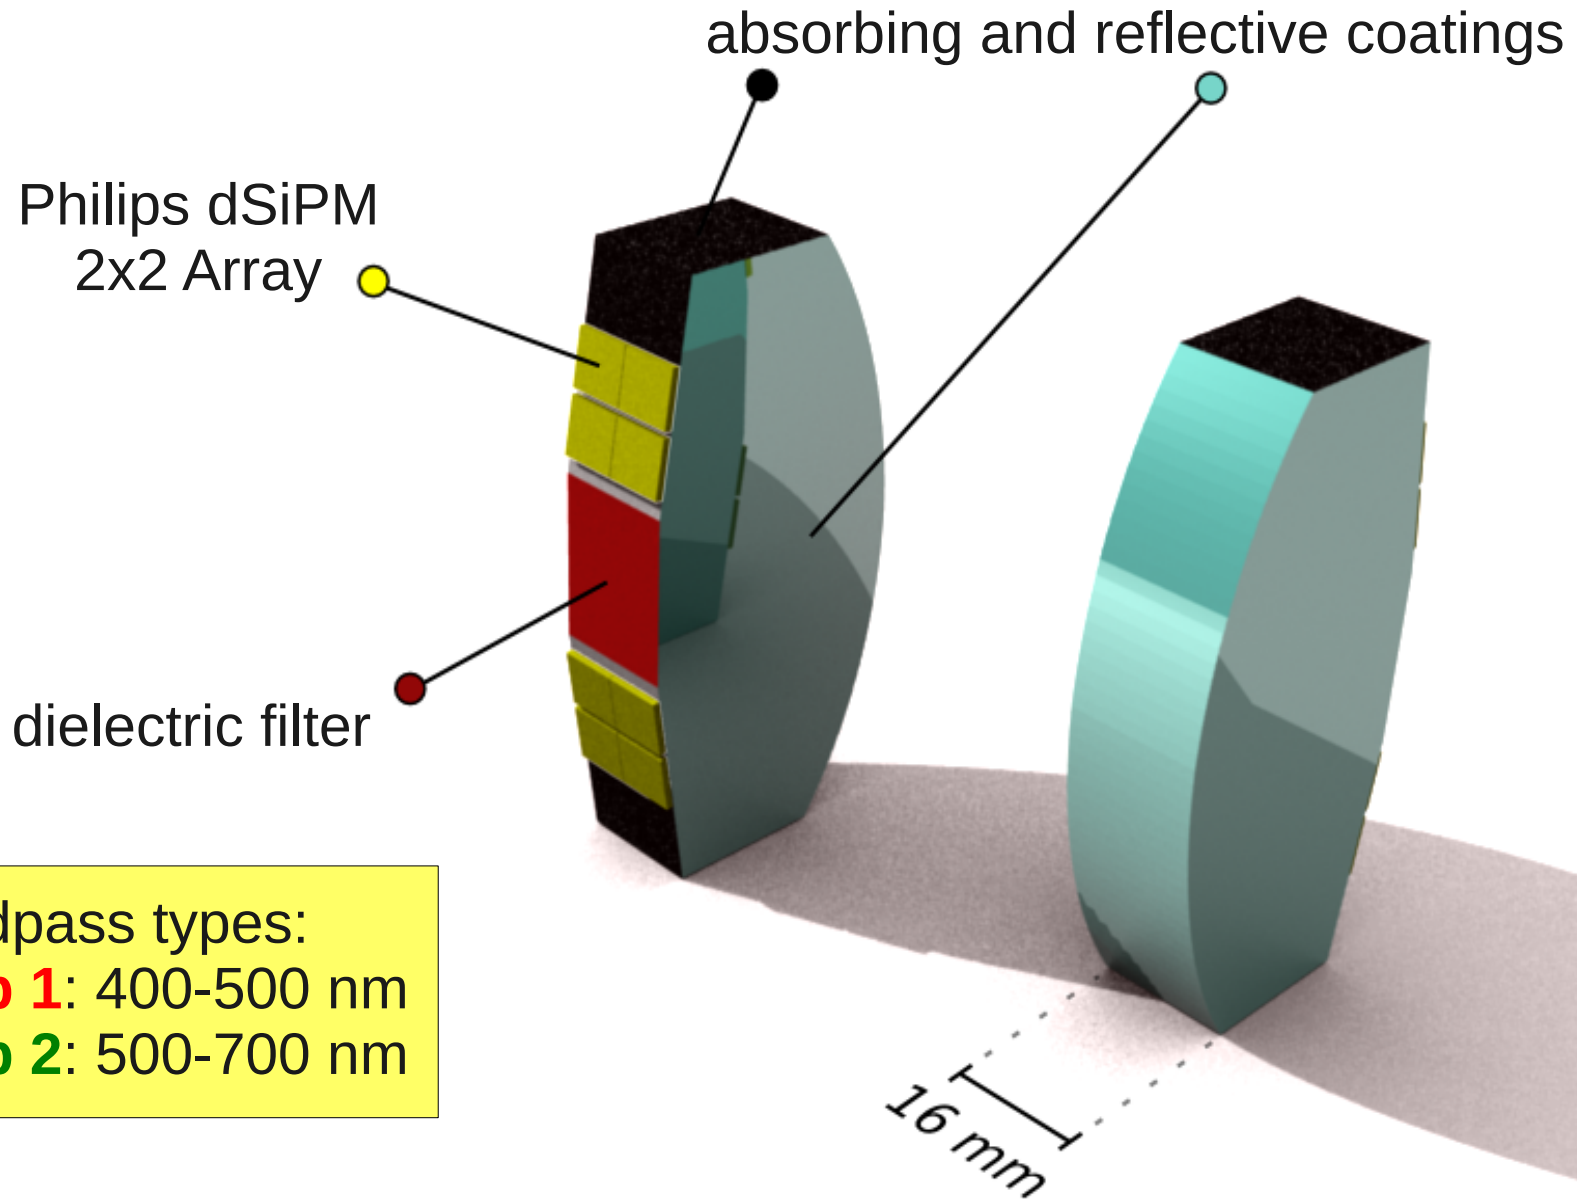 absorbing and reflective coatings
Philips dSiPM
2x2 Array
dielectric filter
types:
1: 400-500 nm
2: 500-700 nm
16 mm